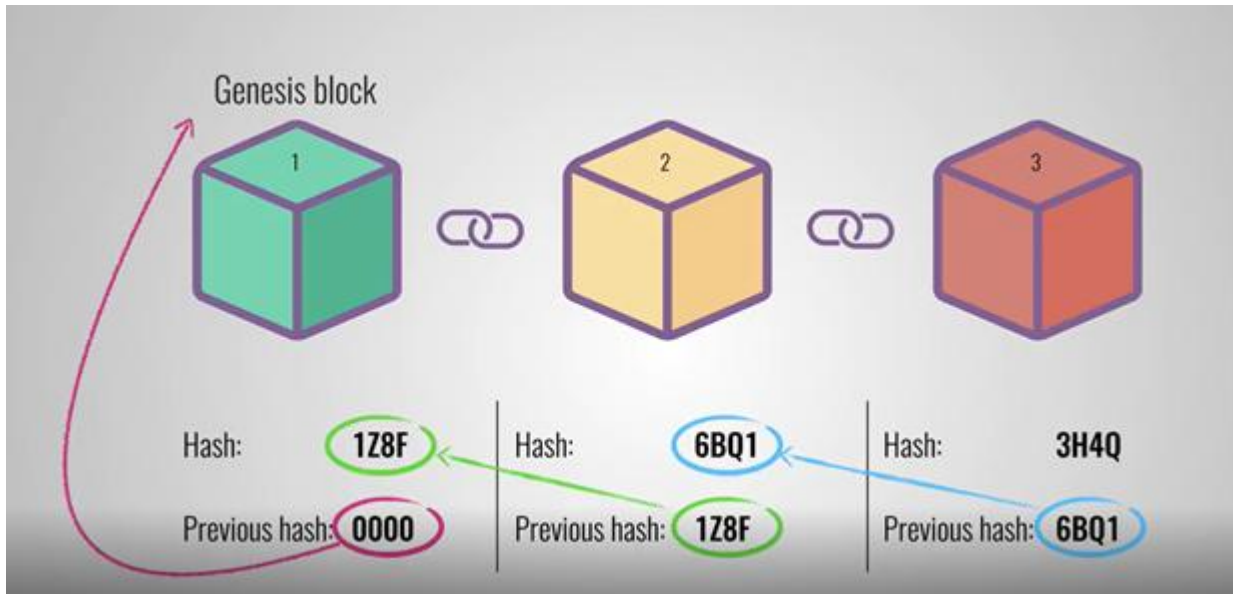 Genesis block
1
2
3
Hash: 1Z8F
Previous hash: 0000
Hash: 6BQ1
Previous hash: 1Z8F
Hash: 3H4Q
Previous hash: 6BQ1